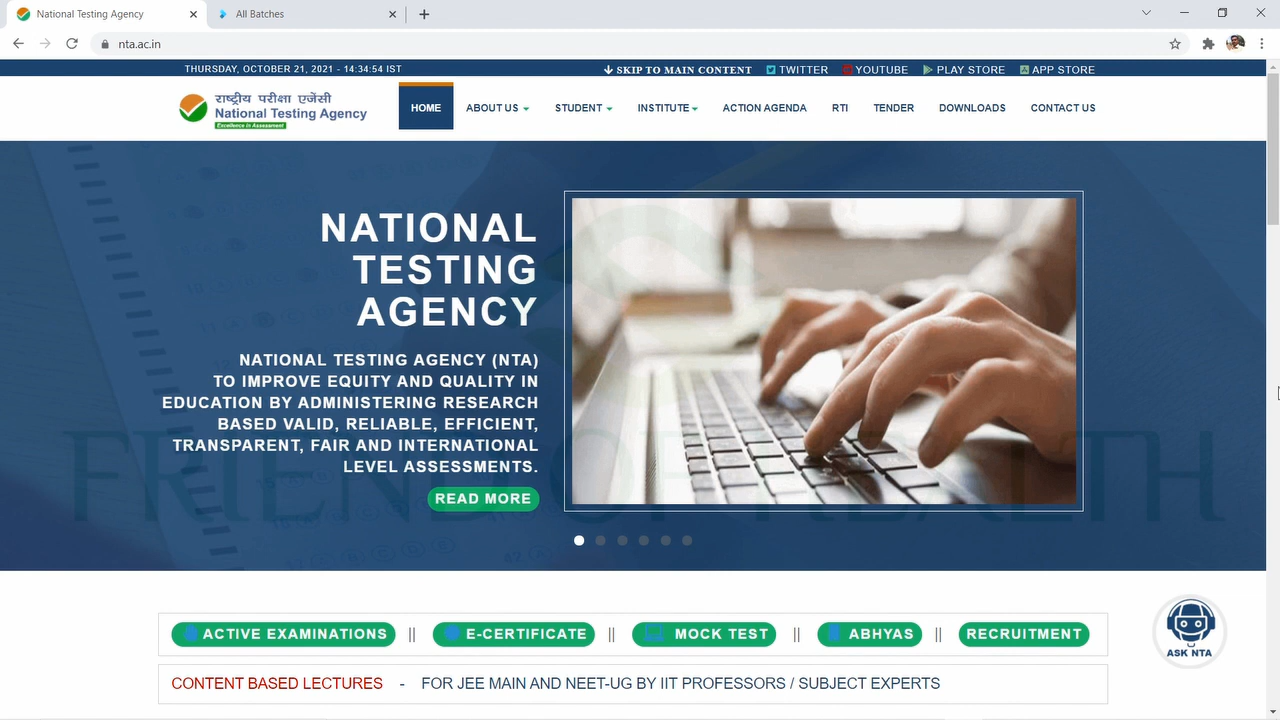 National Testing Agency
All Batches
nta.ac.in
THURSDAY, OCTOBER 21, 2021 - 14:34:54 IST
SKIP TO MAIN CONTENT TWITTER YOUTUBE PLAY STORE APP STORE
राष्ट्रीय परीक्षा एजेंसी
National Testing Agency
Excellence in Assessment
HOME ABOUT US STUDENT INSTITUTE ACTION AGENDA RTI TENDER DOWNLOADS CONTACT US
NATIONAL
TESTING
AGENCY
NATIONAL TESTING AGENCY (NTA)
TO IMPROVE EQUITY AND QUALITY IN
EDUCATION BY ADMINISTERING RESEARCH
BASED VALID, RELIABLE, EFFICIENT,
TRANSPARENT, FAIR AND INTERNATIONAL
LEVEL ASSESSMENTS.
READ MORE
FRIEND OF HEALTH
ACTIVE EXAMINATIONS || E-CERTIFICATE || MOCK TEST || ABHYAS || RECRUITMENT
ASK NTA
CONTENT BASED LECTURES - FOR JEE MAIN AND NEET-UG BY IIT PROFESSORS / SUBJECT EXPERTS